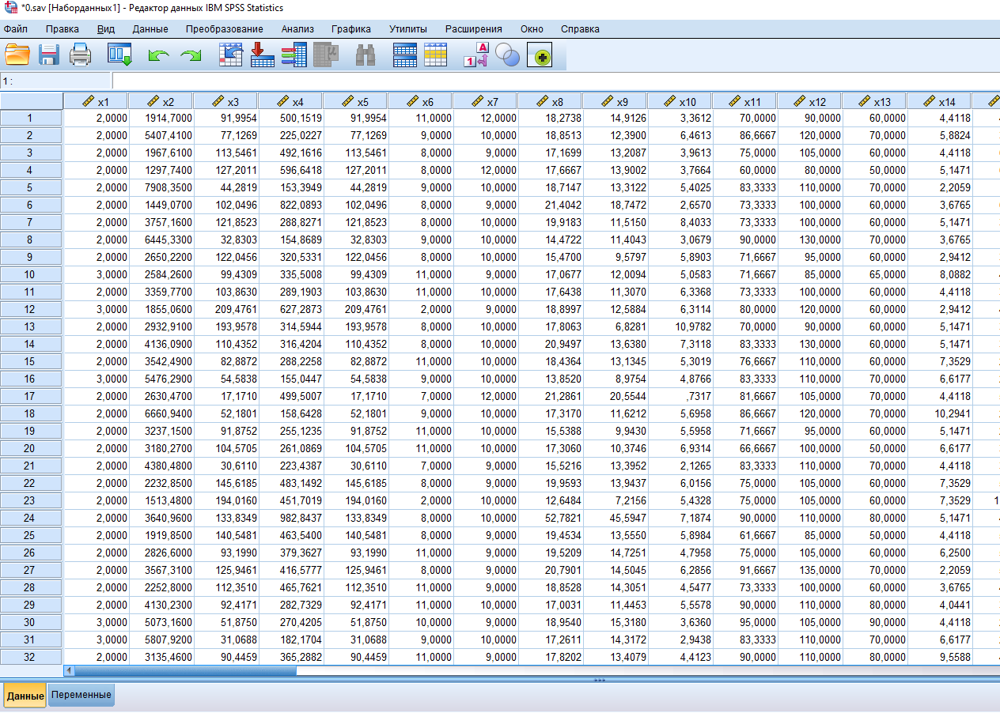 *0.sav [Наборданных1] - Редактор данных IBM SPSS Statistics
Файл Правка Вид Данные Преобразование Анализ Графика Утилиты Расширения Окно Справка
1 A
1 :
x1 x2 x3 x4 x5 x6 x7 x8 x9 x10 x11 x12 x13 x14
1 2,0000 1914,7000 91,9954 500,1519 91,9954 11,0000 12,0000 18,2738 14,9126 3,3612 70,0000 90,0000 60,0000 4,4118
2 2,0000 5407,4100 77,1269 225,0227 77,1269 9,0000 10,0000 18,8513 12,3900 6,4613 86,6667 120,0000 70,0000 5,8824
3 2,0000 1967,6100 113,5461 492,1616 113,5461 8,0000 9,0000 17,1699 13,2087 3,9613 75,0000 105,0000 60,0000 4,4118
4 2,0000 1297,7400 127,2011 596,6418 127,2011 8,0000 12,0000 17,6667 13,9002 3,7664 60,0000 80,0000 50,0000 5,1471
5 2,0000 7908,3500 44,2819 153,3949 44,2819 9,0000 10,0000 18,7147 13,3122 5,4025 83,3333 110,0000 70,0000 2,2059
6 2,0000 1449,0700 102,0496 822,0893 102,0496 8,0000 9,0000 21,4042 18,7472 2,6570 73,3333 100,0000 60,0000 3,6765
7 2,0000 3757,1600 121,8523 288,8271 121,8523 8,0000 10,0000 19,9183 11,5150 8,4033 73,3333 100,0000 60,0000 5,1471
8 2,0000 6445,3300 32,8303 154,8689 32,8303 9,0000 10,0000 14,4722 11,4043 3,0679 90,0000 130,0000 70,0000 3,6765
9 2,0000 2650,2200 122,0456 320,5331 122,0456 8,0000 10,0000 15,4700 9,5797 5,8903 71,6667 95,0000 60,0000 2,9412
10 3,0000 2584,2600 99,4309 335,5008 99,4309 11,0000 9,0000 17,0677 12,0094 5,0583 71,6667 85,0000 65,0000 8,0882
11 2,0000 3359,7700 103,8630 289,1903 103,8630 11,0000 10,0000 17,6438 11,3070 6,3368 73,3333 100,0000 60,0000 4,4118
12 3,0000 1855,0600 209,4761 627,2873 209,4761 2,0000 9,0000 18,8997 12,5884 6,3114 80,0000 120,0000 60,0000 2,9412
13 2,0000 2932,9100 193,9578 314,5944 193,9578 8,0000 10,0000 17,8063 6,8281 10,9782 70,0000 90,0000 60,0000 5,1471
14 2,0000 4136,0900 110,4352 316,4204 110,4352 8,0000 10,0000 20,9497 13,6380 7,3118 83,3333 130,0000 60,0000 5,1471
15 2,0000 3542,4900 82,8872 288,2258 82,8872 11,0000 10,0000 18,4364 13,1345 5,3019 76,6667 110,0000 60,0000 7,3529
16 3,0000 5476,2900 54,5838 155,0447 54,5838 9,0000 10,0000 13,8520 8,9754 4,8766 83,3333 110,0000 70,0000 6,6177
17 2,0000 2630,4700 17,1710 499,5007 17,1710 7,0000 12,0000 21,2861 20,5544 ,7317 81,6667 105,0000 70,0000 4,4118
18 2,0000 6660,9400 52,1801 158,6428 52,1801 9,0000 10,0000 17,3170 11,6212 5,6958 86,6667 120,0000 70,0000 10,2941
19 2,0000 3237,1500 91,8752 255,1235 91,8752 11,0000 10,0000 15,5388 9,9430 5,5958 71,6667 95,0000 60,0000 5,1471
20 2,0000 3180,2700 104,5705 261,0869 104,5705 11,0000 10,0000 17,3060 10,3746 6,9314 66,6667 100,0000 50,0000 6,6177
21 2,0000 4380,4800 30,6110 223,4387 30,6110 7,0000 9,0000 15,5216 13,3952 2,1265 83,3333 110,0000 70,0000 4,4118
22 2,0000 2232,8500 145,6185 483,1492 145,6185 8,0000 9,0000 19,9593 13,9437 6,0156 75,0000 105,0000 60,0000 7,3529
23 2,0000 1513,4800 194,0160 451,7019 194,0160 2,0000 10,0000 12,6484 7,2156 5,4328 75,0000 105,0000 60,0000 7,3529 1
24 2,0000 3640,9600 133,8349 982,8437 133,8349 8,0000 10,0000 52,7821 45,5947 7,1874 90,0000 110,0000 80,0000 5,1471
25 2,0000 1919,8500 140,5481 463,5400 140,5481 8,0000 9,0000 19,4534 13,5550 5,8984 61,6667 85,0000 50,0000 4,4118
26 2,0000 2826,6000 93,1990 379,3627 93,1990 11,0000 9,0000 19,5209 14,7251 4,7958 75,0000 105,0000 60,0000 6,2500
27 2,0000 3567,3100 125,9461 416,5777 125,9461 8,0000 9,0000 20,7901 14,5045 6,2856 91,6667 135,0000 70,0000 2,2059
28 2,0000 2252,8000 112,3510 465,7621 112,3510 11,0000 9,0000 18,8528 14,3051 4,5477 73,3333 100,0000 60,0000 3,6765
29 2,0000 4130,2300 92,4171 282,7329 92,4171 11,0000 10,0000 17,0031 11,4453 5,5578 90,0000 110,0000 80,0000 4,0441
30 3,0000 5073,1600 51,8750 270,4205 51,8750 10,0000 9,0000 18,9540 15,3180 3,6360 95,0000 105,0000 90,0000 4,4118
31 3,0000 5807,9200 31,0688 182,1704 31,0688 9,0000 10,0000 17,2611 14,3172 2,9438 83,3333 110,0000 70,0000 6,6177
32 2,0000 3135,4600 90,4459 365,2882 90,4459 11,0000 9,0000 17,8202 13,4079 4,4123 90,0000 110,0000 80,0000 9,5588
Данные Переменные